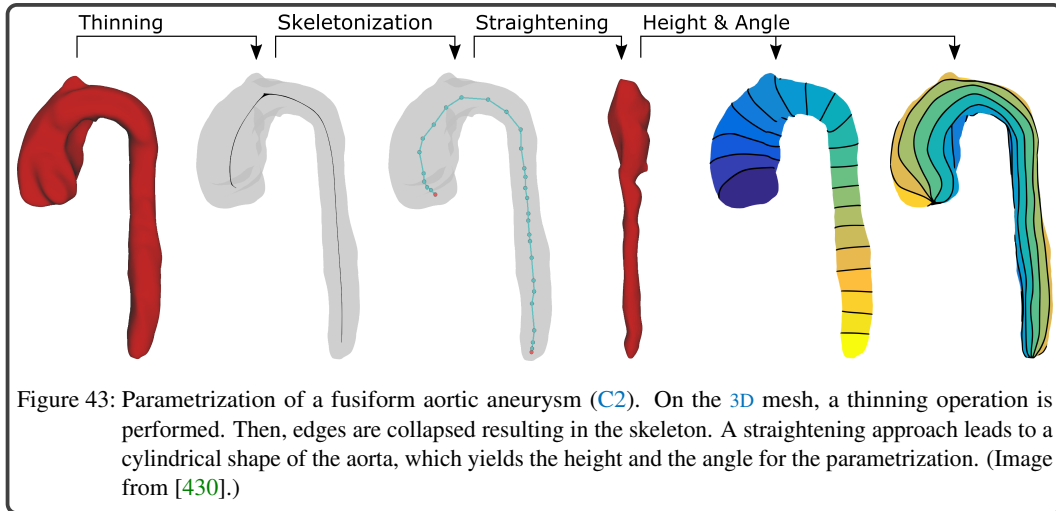 Thinning Skeletonization Straightening Height & Angle
Figure 43: Parametrization of a fusiform aortic aneurysm (C2). On the 3D mesh, a thinning operation is
performed. Then, edges are collapsed resulting in the skeleton. A straightening approach leads to a
cylindrical shape of the aorta, which yields the height and the angle for the parametrization. (Image
from [430].)